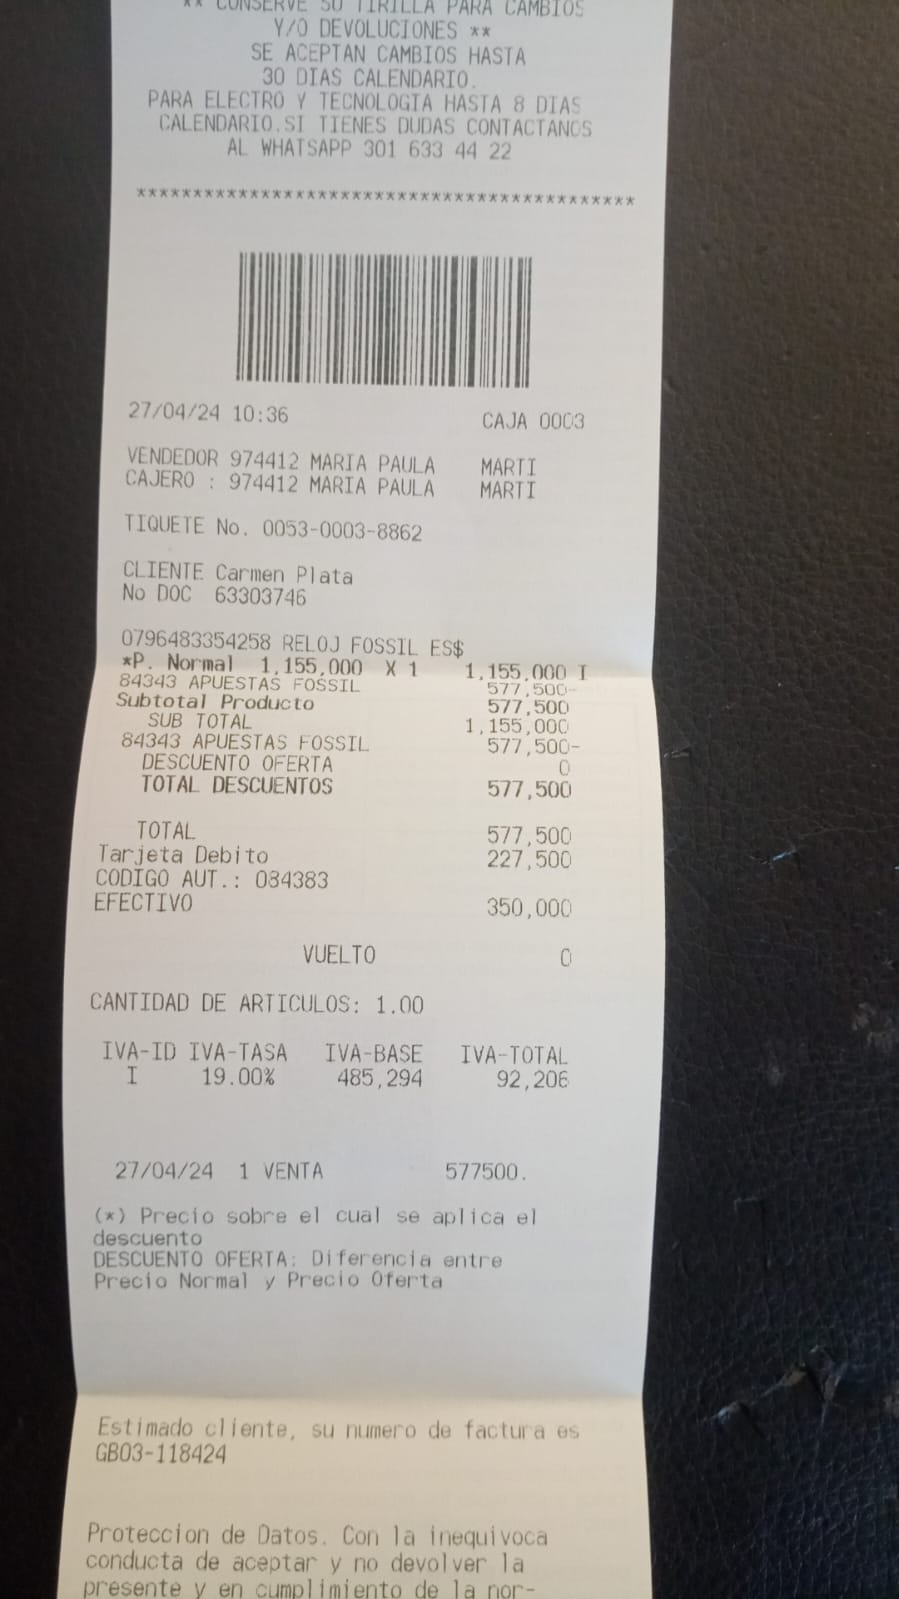 ** CONSERVE SU TIRILLA PARA CAMBIOS
Y/O DEVOLUCIONES **
SE ACEPTAN CAMBIOS HASTA
30 DIAS CALENDARIO.
PARA ELECTRO Y TECNOLOGIA HASTA 8 DIAS
CALENDARIO.SI TIENES DUDAS CONTACTANOS
AL WHATSAPP 301 633 44 22
*******************************************
27/04/24 10:36 CAJA 0003
VENDEDOR 974412 MARIA PAULA MARTI
CAJERO : 974412 MARIA PAULA MARTI
TIQUETE No. 0053-0003-8862
CLIENTE Carmen Plata
No DOC 63303746
0796483354258 RELOJ FOSSIL ES$
*P. Normal 1,155,000 X 1 1,155,000 I
84343 APUESTAS FOSSIL 577,500-
Subtotal Producto 577,500
SUB TOTAL 1,155,000
84343 APUESTAS FOSSIL 577,500-
DESCUENTO OFERTA 0
TOTAL DESCUENTOS 577,500
TOTAL 577,500
Tarjeta Debito 227,500
CODIGO AUT.: 084383
EFECTIVO 350,000
VUELTO 0
CANTIDAD DE ARTICULOS: 1.00
IVA-ID IVA-TASA IVA-BASE IVA-TOTAL
I 19.00% 485,294 92,206
27/04/24 1 VENTA 577500.
(*) Precio sobre el cual se aplica el
descuento
DESCUENTO OFERTA: Diferencia entre
Precio Normal y Precio Oferta
Estimado cliente, su numero de factura es
GB03-118424
Proteccion de Datos. Con la inequivoca
conducta de aceptar y no devolver la
presente y en cumplimiento de la nor-